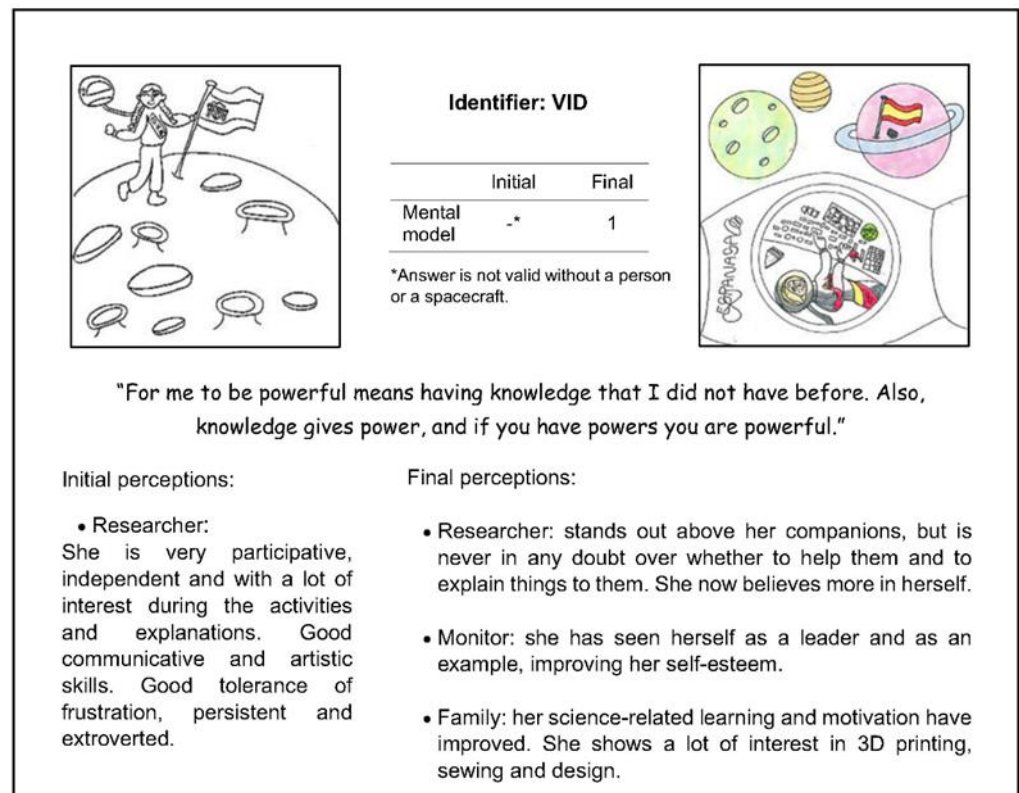 Identifier: VID
Initial Final
Mental model -* 1
*Answer is not valid without a person
or a spacecraft.
ESPANASA
“For me to be powerful means having knowledge that I did not have before. Also,
knowledge gives power, and if you have powers you are powerful.”
Initial perceptions:
• Researcher:
She is very participative,
independent and with a lot of
interest during the activities
and explanations. Good
communicative and artistic
skills. Good tolerance of
frustration, persistent and
extroverted.
Final perceptions:
• Researcher: stands out above her companions, but is
never in any doubt over whether to help them and to
explain things to them. She now believes more in herself.
• Monitor: she has seen herself as a leader and as an
example, improving her self-esteem.
• Family: her science-related learning and motivation have
improved. She shows a lot of interest in 3D printing,
sewing and design.